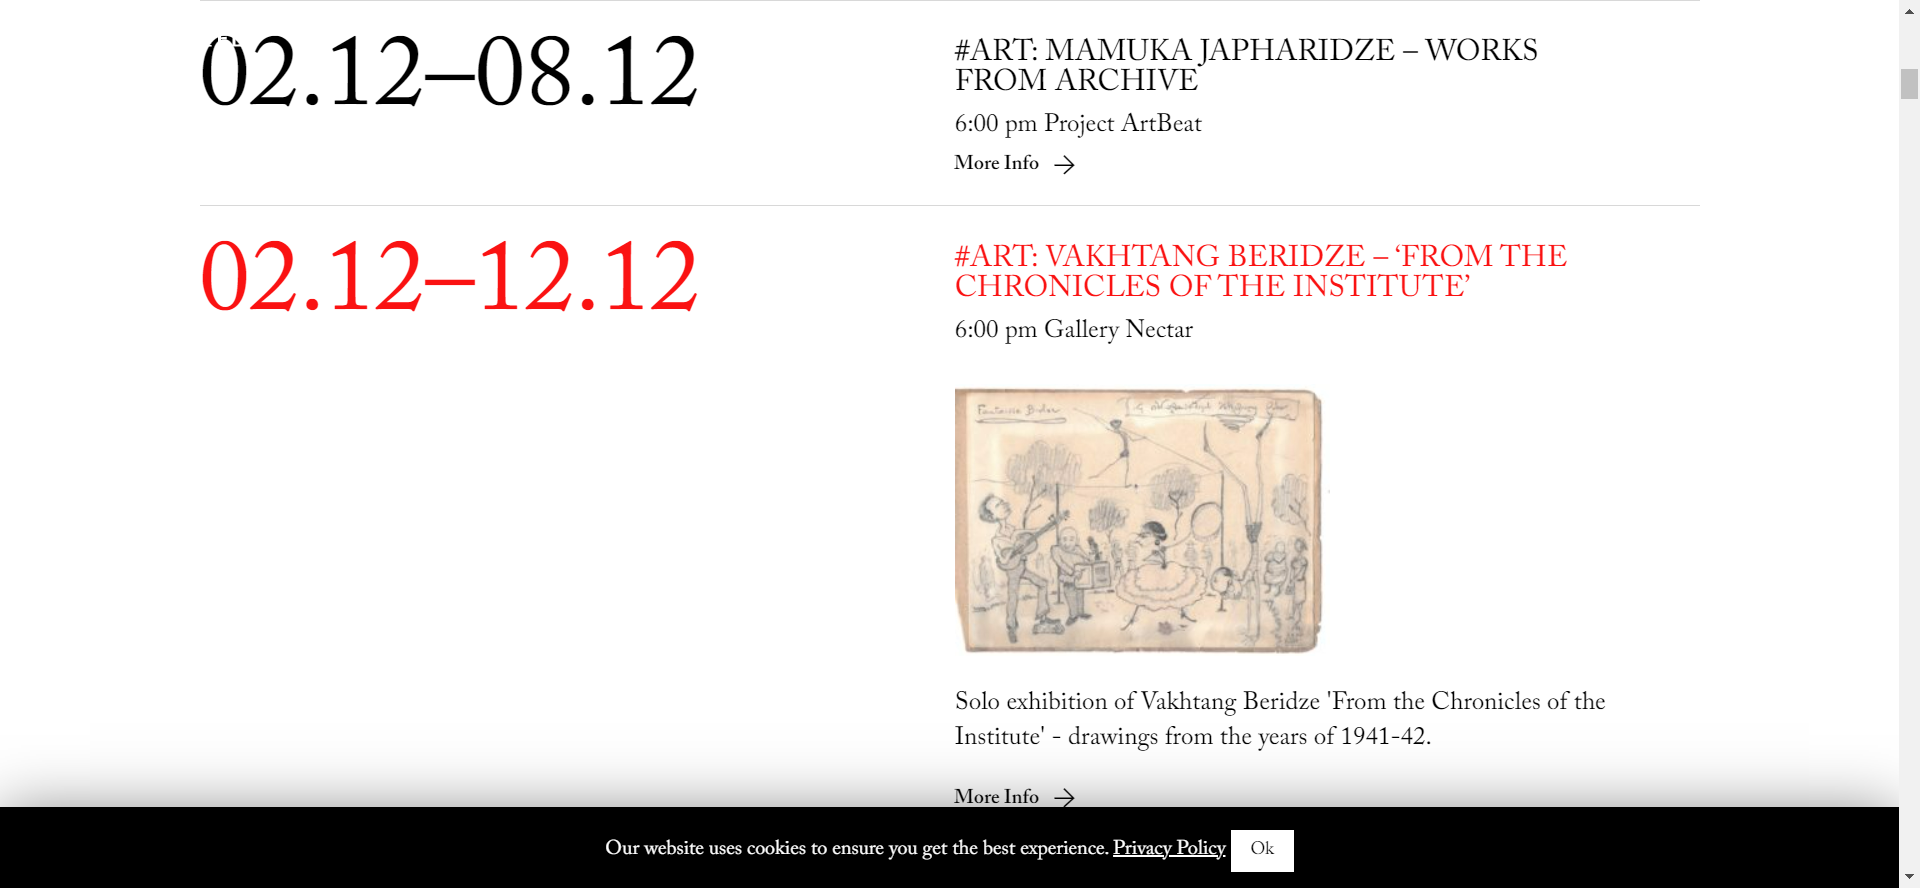 02.12–08.12
#ART: MAMUKA JAPHARIDZE – WORKS
FROM ARCHIVE
6:00 pm Project ArtBeat
More Info
02.12–12.12
#ART: VAKHTANG BERIDZE – ‘FROM THE
CHRONICLES OF THE INSTITUTE’
6:00 pm Gallery Nectar
Solo exhibition of Vakhtang Beridze 'From the Chronicles of the
Institute' - drawings from the years of 1941-42.
More Info
Our website uses cookies to ensure you get the best experience. Privacy Policy Ok